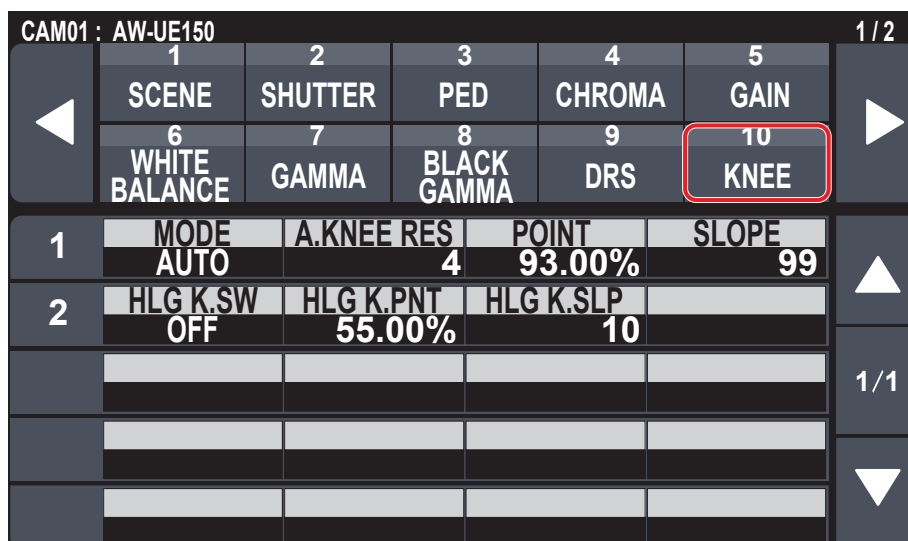 CAM01 : AW-UE150 1 / 2
1 2 3 4 5
SCENE SHUTTER PED CHROMA GAIN
6 7 8 9 10
WHITE BALANCE GAMMA BLACK GAMMA DRS KNEE
1 MODE A.KNEE RES POINT SLOPE
AUTO 4 93.00% 99
2 HLG K.SW HLG K.PNT HLG K.SLP
OFF 55.00% 10
1/1